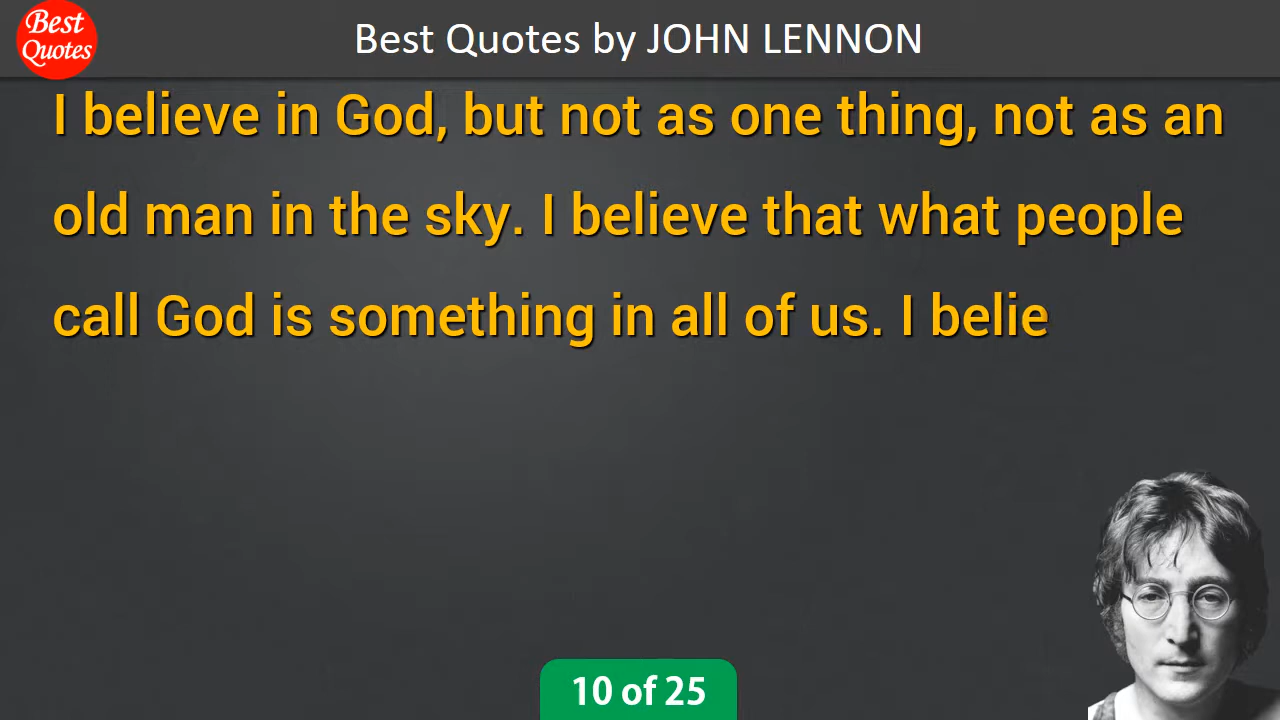 Best
Quotes
Best Quotes by JOHN LENNON
I believe in God, but not as one thing, not as an
old man in the sky. I believe that what people
call God is something in all of us. I belie
10 of 25